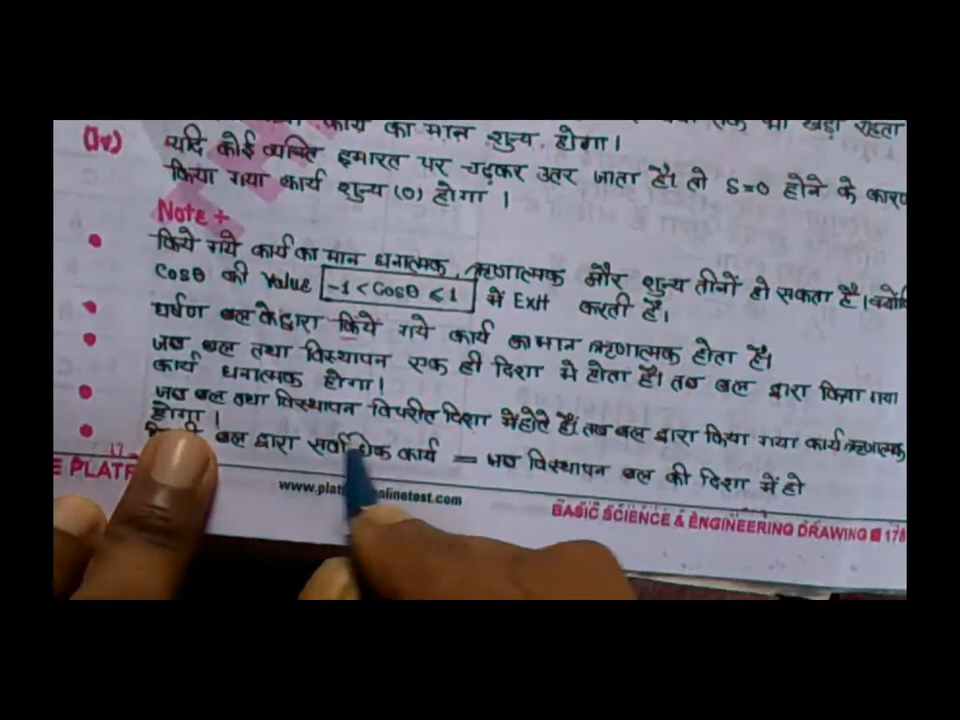 कार्य का मान शुन्य होगा।
(iv) यदि कोई व्यक्ति इमारत पर चढ़कर उतर जाता है। तो S=0 होने के कारण
किया गया कार्य शुन्य (0) होगा ।
Note ÷
किये गये कार्य का मान धनात्मक, ऋणात्मक और शुन्य तीनों हो सकता है। क्योंकि
Cosθ की Value -1 < Cosθ ≤ 1 में Exit करती है।
घर्षण बल के द्वारा किये गये कार्य का मान ऋणात्मक होता है।
जब बल तथा विस्थापन एक ही दिशा मे होता है। तब बल द्वारा किया गया
कार्य धनात्मक होगा।
जब बल तथा विस्थापन विपरीत दिशा में होते है। तब बल द्वारा किया गया कार्य ऋणात्मक
होगा ।
बल द्वारा सर्वाधिक कार्य = जब विस्थापन बल की दिशा में हो
E PLATF
www.plat nlinetest.com
BASIC SCIENCE & ENGINEERING DRAWING ■ 178